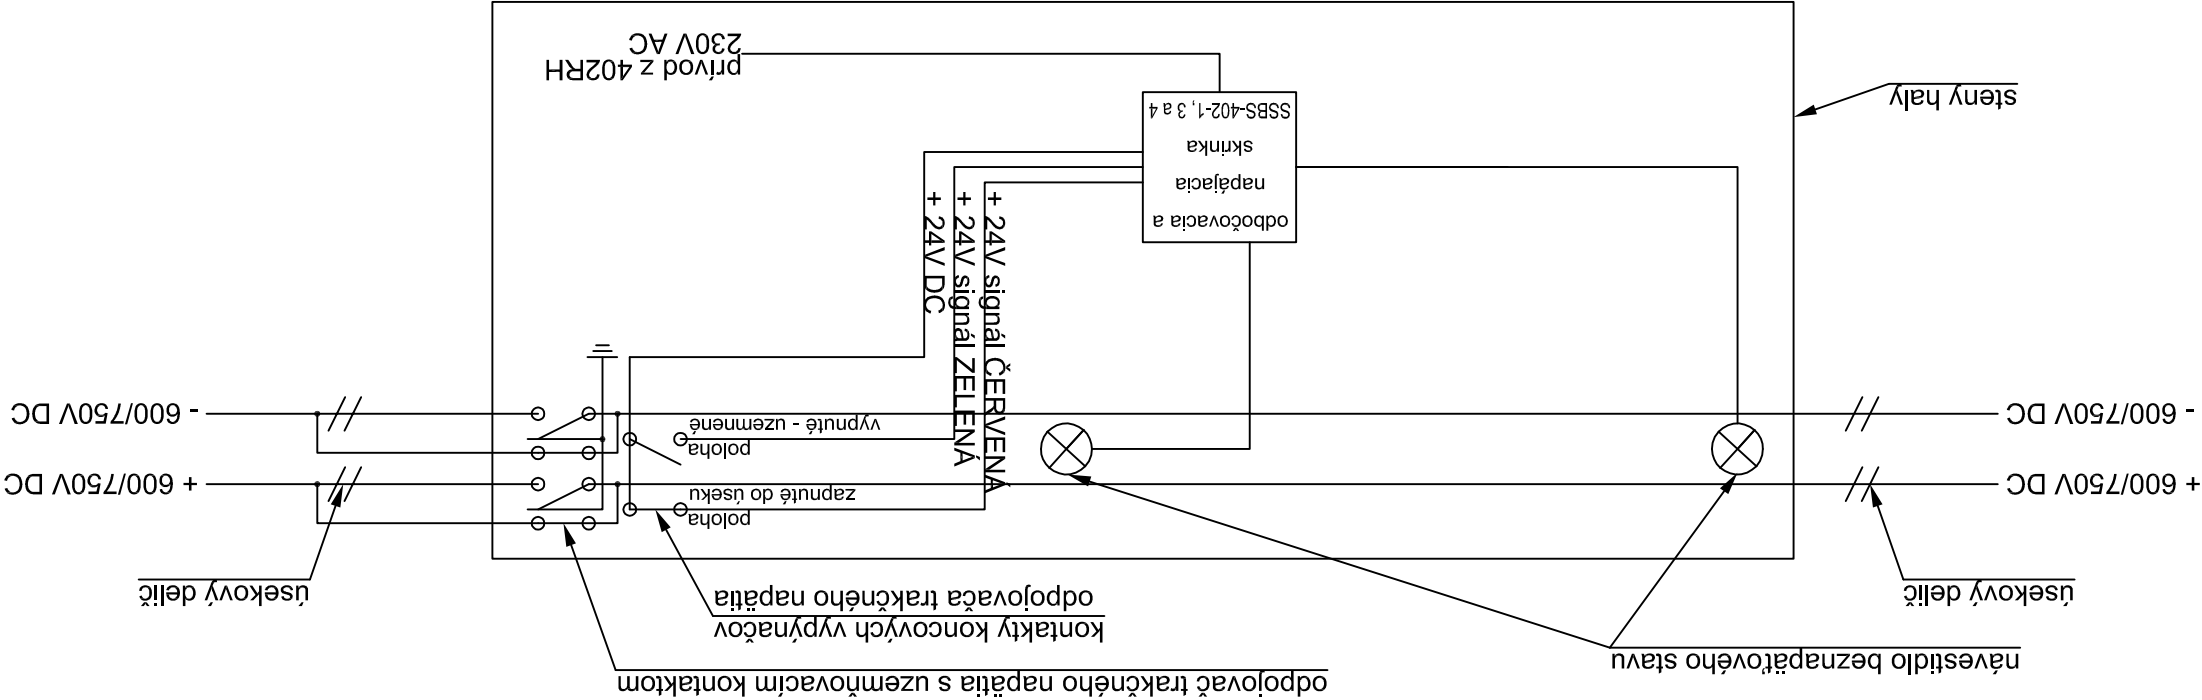 návestidlo beznapäťového stavu
odpojovač trakčného napätia s uzemňovacím kontaktom
kontakty koncových vypýnačov
odpojovača trakčného napätia
úsekový delič
úsekový delič
poloha
zapnuté do úseku
+ 600/750V DC
+ 600/750V DC
poloha
vypnuté - uzemnené
- 600/750V DC
- 600/750V DC
+ 24V signál ČERVENÁ
+ 24V signál ZELENÁ
+ 24V DC
odbočovacia a
napájacia
skrinka
SSBS-402-1, 3 a 4
steny haly
prívod z 402RH
230V AC